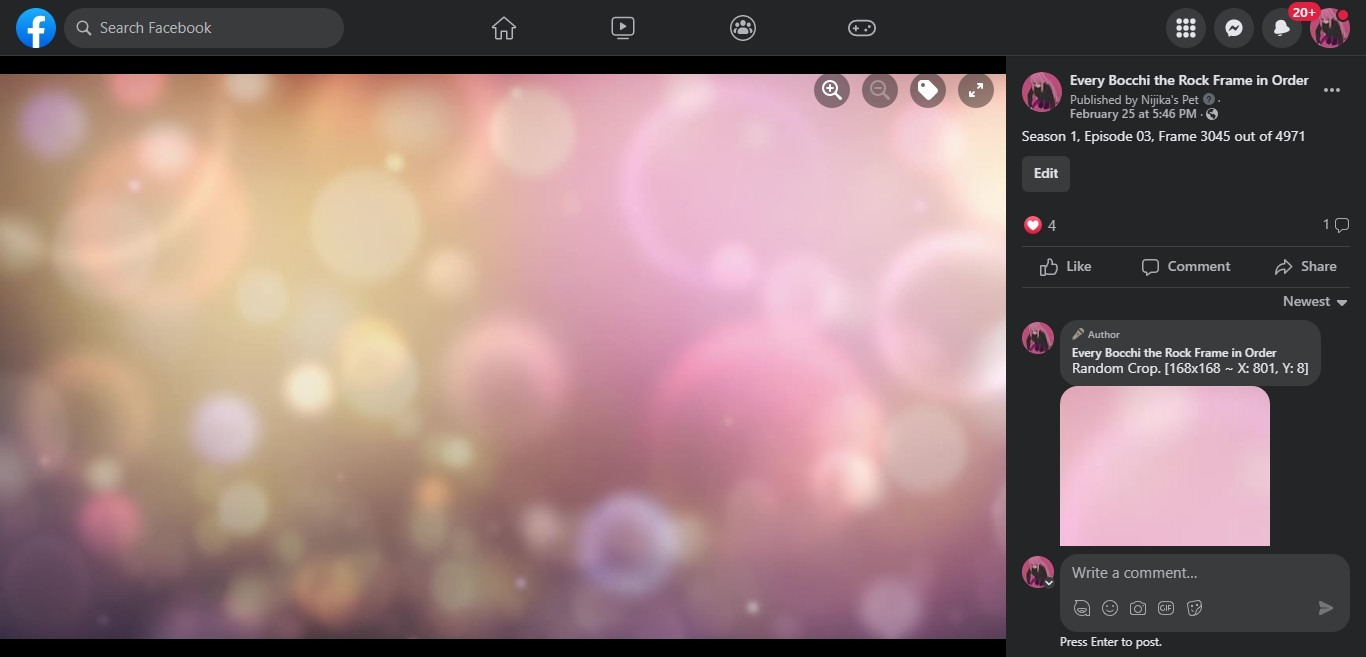 Search Facebook
20+
Every Bocchi the Rock Frame in Order
Published by Nijika's Pet ·
February 25 at 5:46 PM ·
Season 1, Episode 03, Frame 3045 out of 4971
Edit
4
1
Like
Comment
Share
Newest
Author
Every Bocchi the Rock Frame in Order
Random Crop. [168x168 ~ X: 801, Y: 8]
Write a comment...
GIF
Press Enter to post.